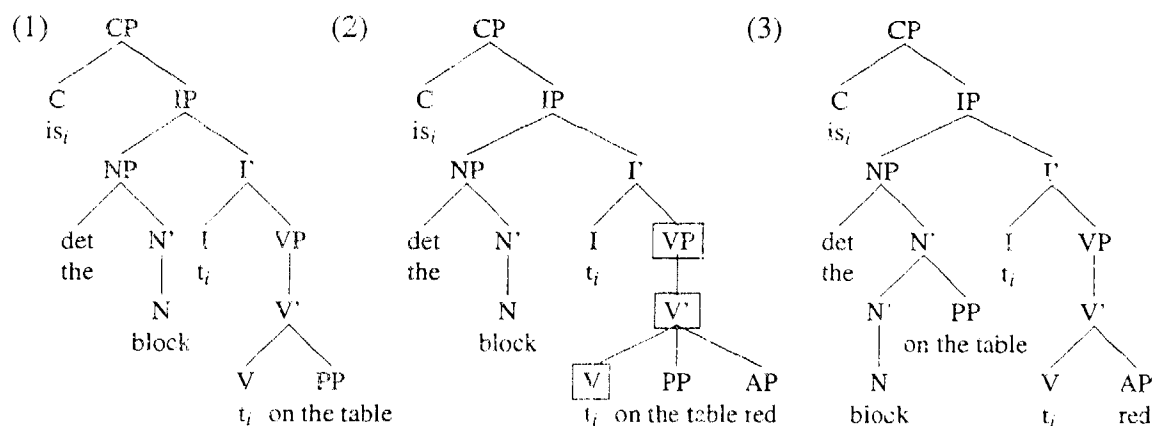 (1) CP (2) CP (3) CP
C IP C IP C IP
is_i is_i is_i
NP I' NP I' NP I'
det N' I VP det N' I VP det N' I VP
the t_i the t_i the t_i
N V' N V' N' PP V'
block block on the table
V PP V PP AP N V AP
t_i on the table t_i on the table red block t_i red